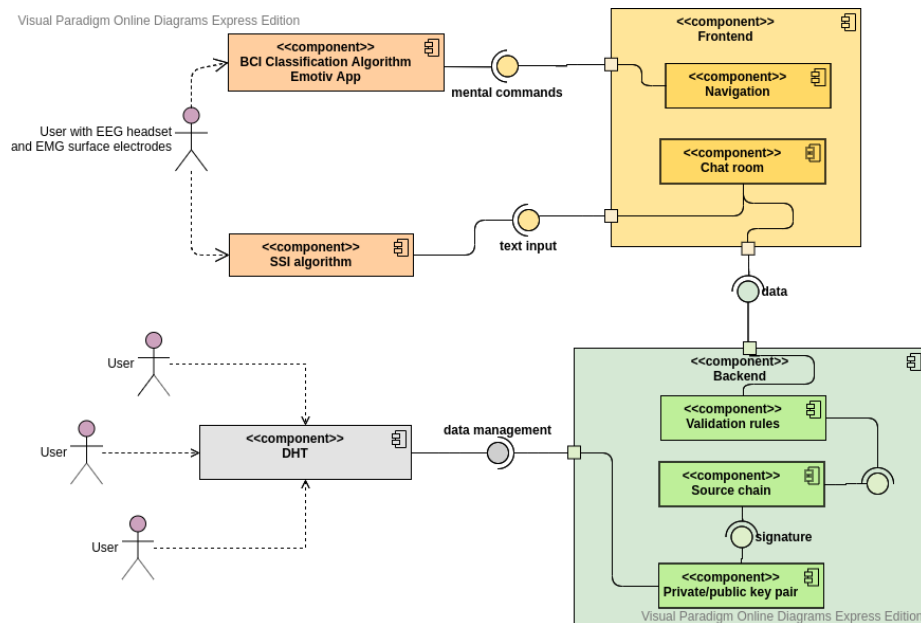 Visual Paradigm Online Diagrams Express Edition
<<component>>
Frontend
<<component>>
BCI Classification Algorithm
Emotiv App
mental commands
<<component>>
Navigation
User with EEG headset
and EMG surface electrodes
<<component>>
Chat room
<<component>>
SSI algorithm
text input
data
<<component>>
Backend
User
<<component>>
Validation rules
User
<<component>>
DHT
data management
<<component>>
Source chain
signature
User
<<component>>
Private/public key pair
Visual Paradigm Online Diagrams Express Edition